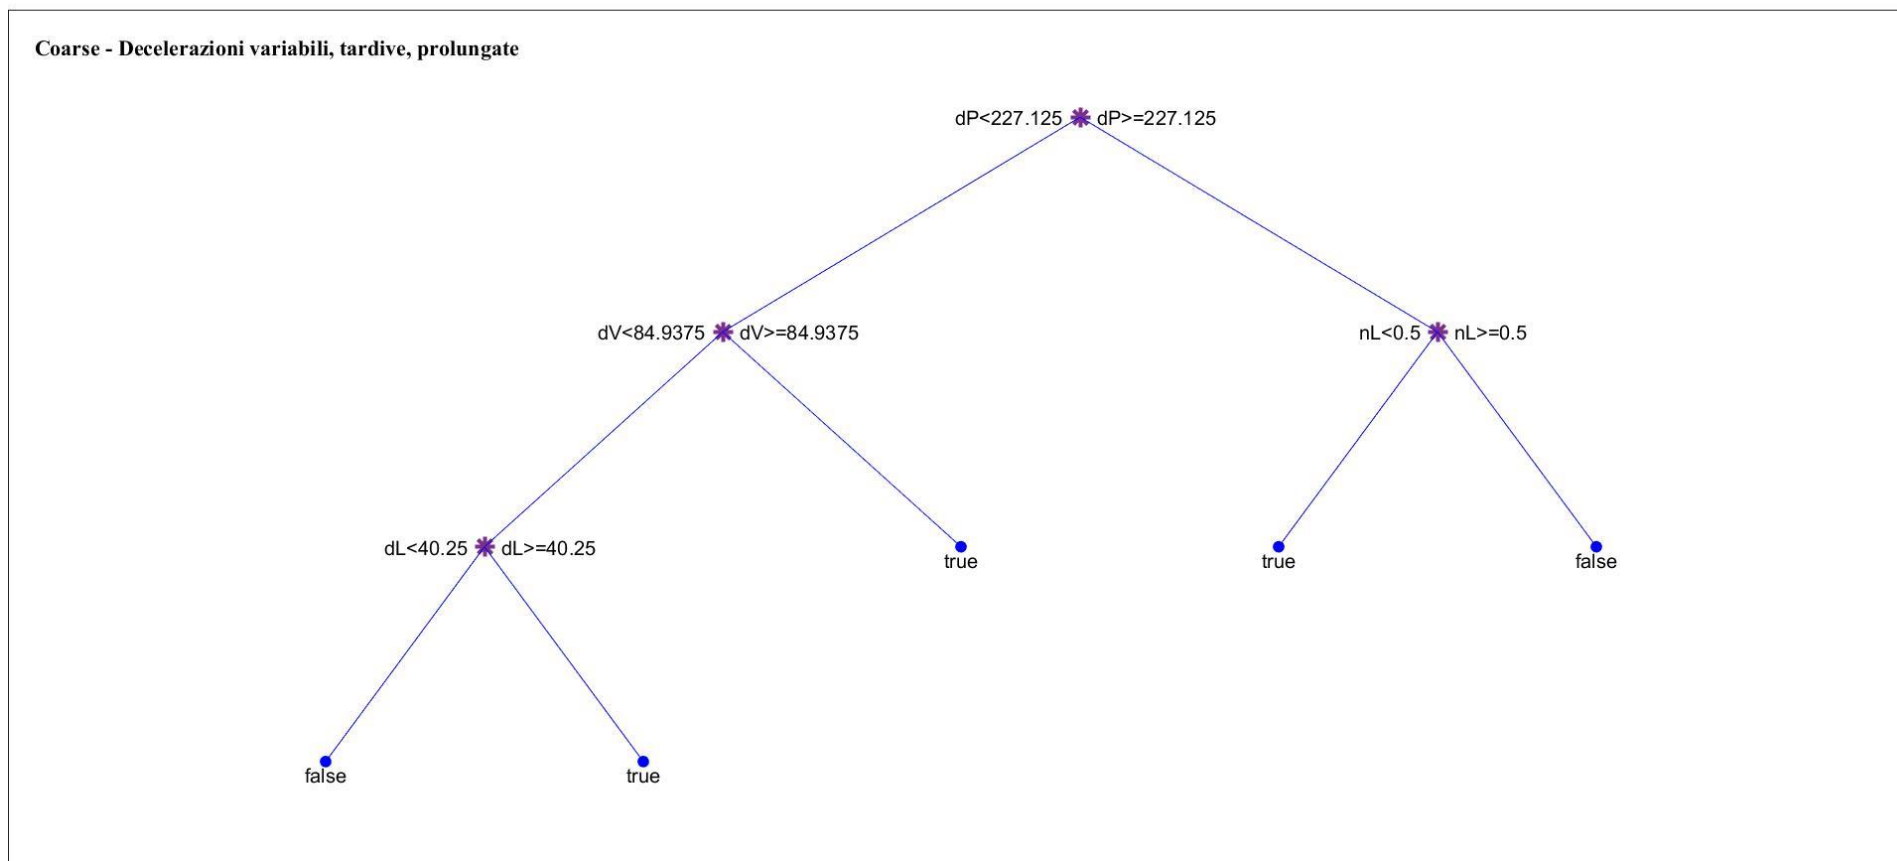 Coarse - Decelerazioni variabili, tardive, prolungate
dP<227.125 dP>=227.125
dV<84.9375 dV>=84.9375
nL<0.5 nL>=0.5
dL<40.25 dL>=40.25
true
true
false
false
true